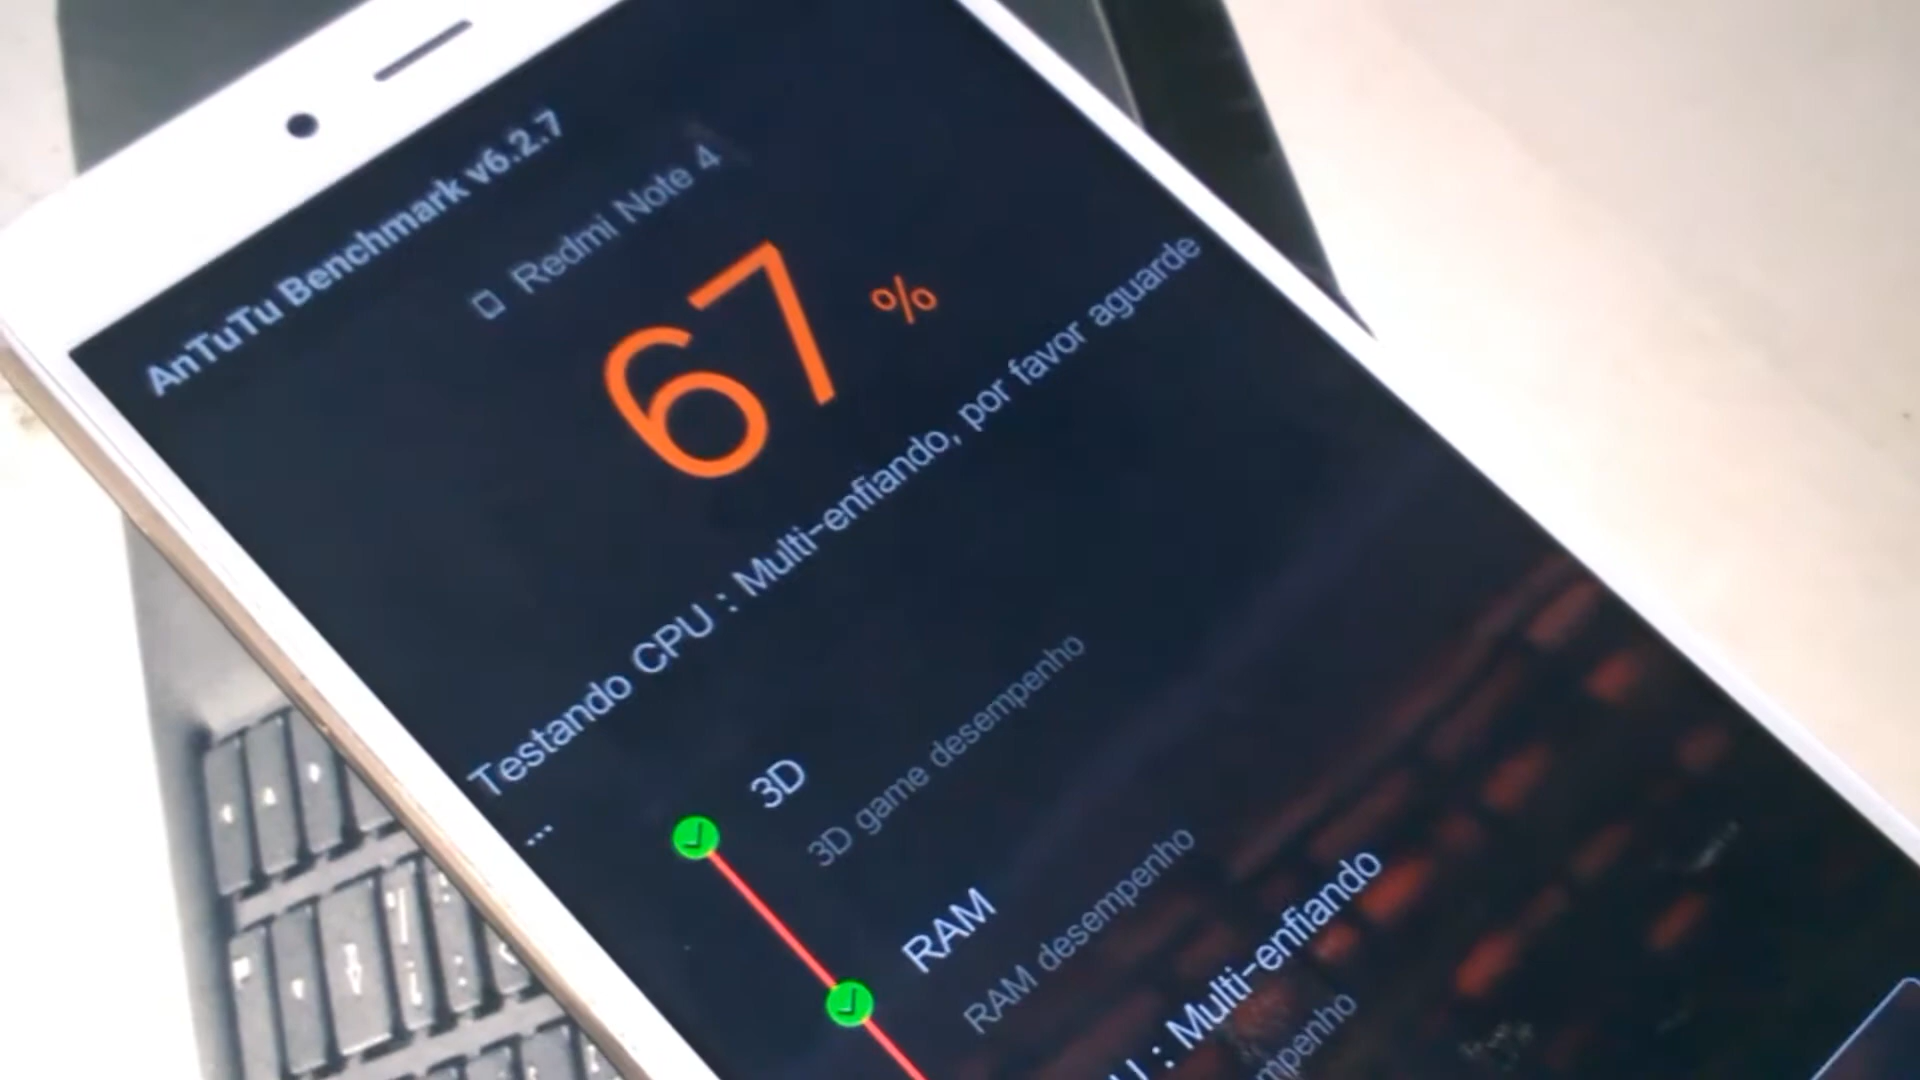 AnTuTu Benchmark v6.2.7
Redmi Note 4
67 %
Testando CPU : Multi-enfiando, por favor aguarde
...
3D
3D game desempenho
RAM
RAM desempenho
: Multi-enfiando